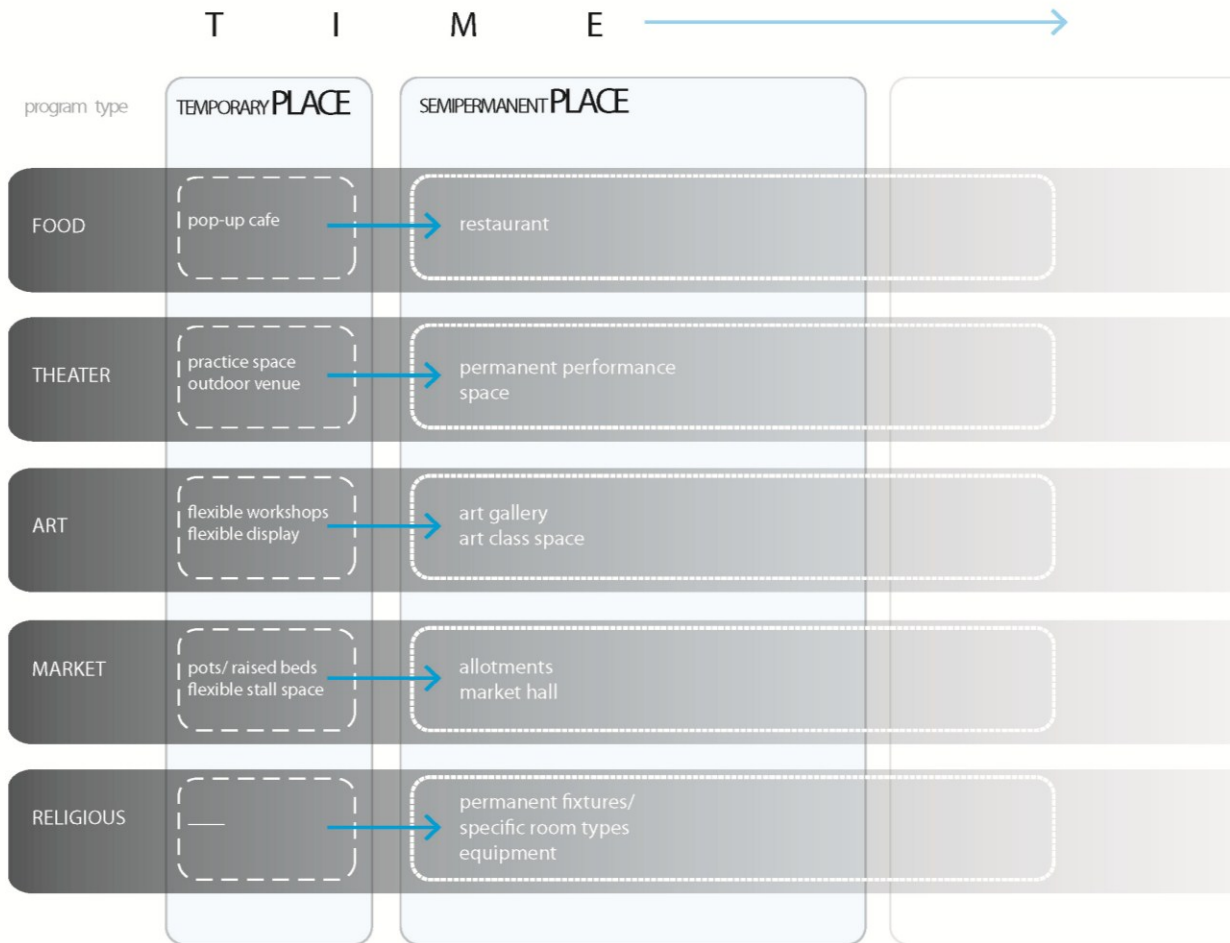 T I M E
program type
TEMPORARY PLACE
SEMIPERMANENT PLACE
FOOD
pop-up cafe
restaurant
THEATER
practice space
outdoor venue
permanent performance
space
ART
flexible workshops
flexible display
art gallery
art class space
MARKET
pots/ raised beds
flexible stall space
allotments
market hall
RELIGIOUS
permanent fixtures/
specific room types
equipment